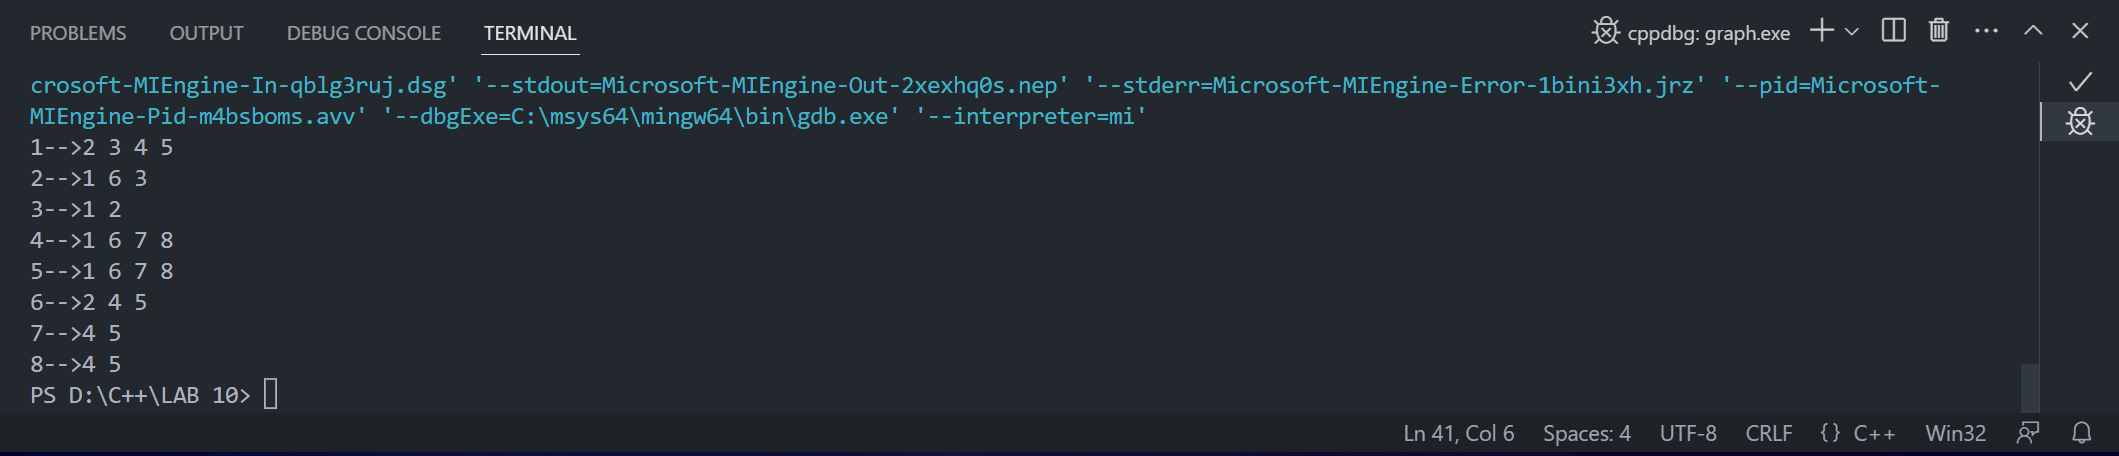 PROBLEMS OUTPUT DEBUG CONSOLE TERMINAL cppdbg: graph.exe
crosoft-MIEngine-In-qblg3ruj.dsg' '--stdout=Microsoft-MIEngine-Out-2xexhq0s.nep' '--stderr=Microsoft-MIEngine-Error-1bini3xh.jrz' '--pid=Microsoft-
MIEngine-Pid-m4bsboms.avv' '--dbgExe=C:\msys64\mingw64\bin\gdb.exe' '--interpreter=mi'
1-->2 3 4 5
2-->1 6 3
3-->1 2
4-->1 6 7 8
5-->1 6 7 8
6-->2 4 5
7-->4 5
8-->4 5
PS D:\C++\LAB 10>
Ln 41, Col 6 Spaces: 4 UTF-8 CRLF {} C++ Win32